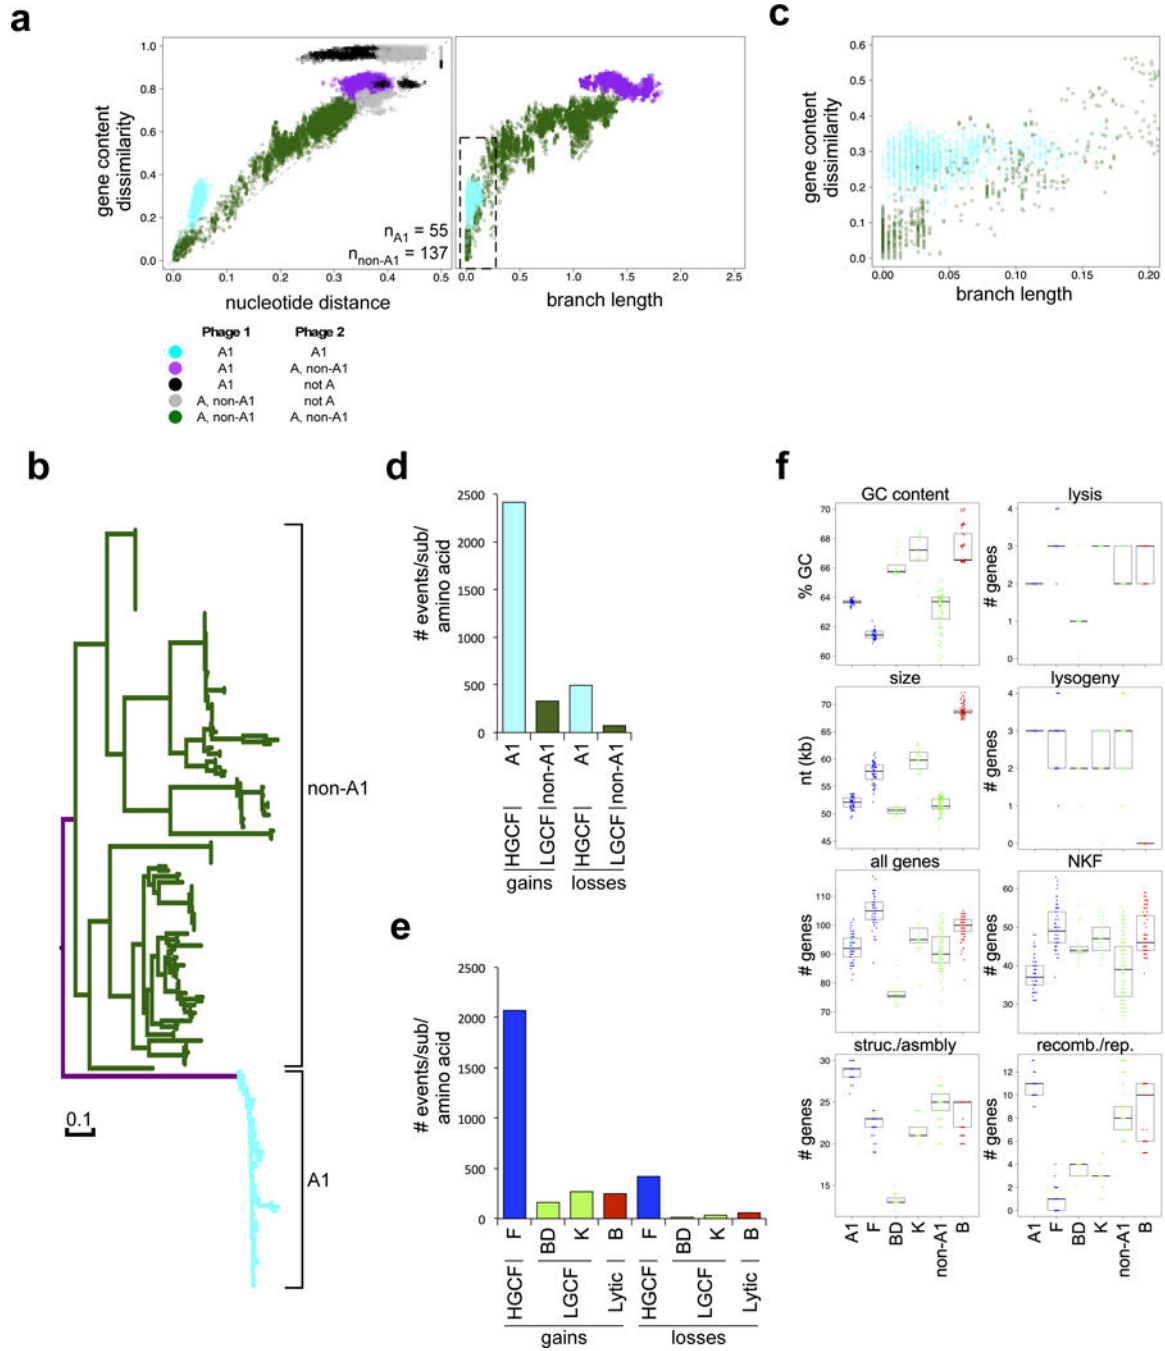 a
gene content
dissimilarity
1.0
0.8
0.6
0.4
0.2
0.0
0.0 0.1 0.2 0.3 0.4 0.5
nucleotide distance
nA1 = 55
nnon-A1 = 137
0.0 0.5 1.0 1.5 2.0 2.5
branch length
Phage 1 Phage 2
A1 A1
A1 A, non-A1
A1 not A
A, non-A1 not A
A, non-A1 A, non-A1
c
gene content
dissimilarity
0.6
0.5
0.4
0.3
0.2
0.1
0.0
0.00 0.05 0.10 0.15 0.20
branch length
b
non-A1
A1
0.1
d
# events/sub/
amino acid
2500
2000
1500
1000
500
0
A1 non-A1 A1 non-A1
HGCF LGCF HGCF LGCF
gains losses
e
# events/sub/
amino acid
2500
2000
1500
1000
500
0
F BD K B F BD K B
HGCF LGCF Lytic HGCF LGCF Lytic
gains losses
f
GC content
% GC
70
68
66
64
62
60
lysis
# genes
4
3
2
1
0
size
nt (kb)
70
65
60
55
50
45
lysogeny
# genes
4
3
2
1
0
all genes
# genes
110
100
90
80
70
NKF
# genes
60
50
40
30
struc./asmbly
# genes
30
25
20
15
recomb./rep.
# genes
14
12
10
8
6
4
2
0
A1 F BD K non-A1 B
A1 F BD K non-A1 B